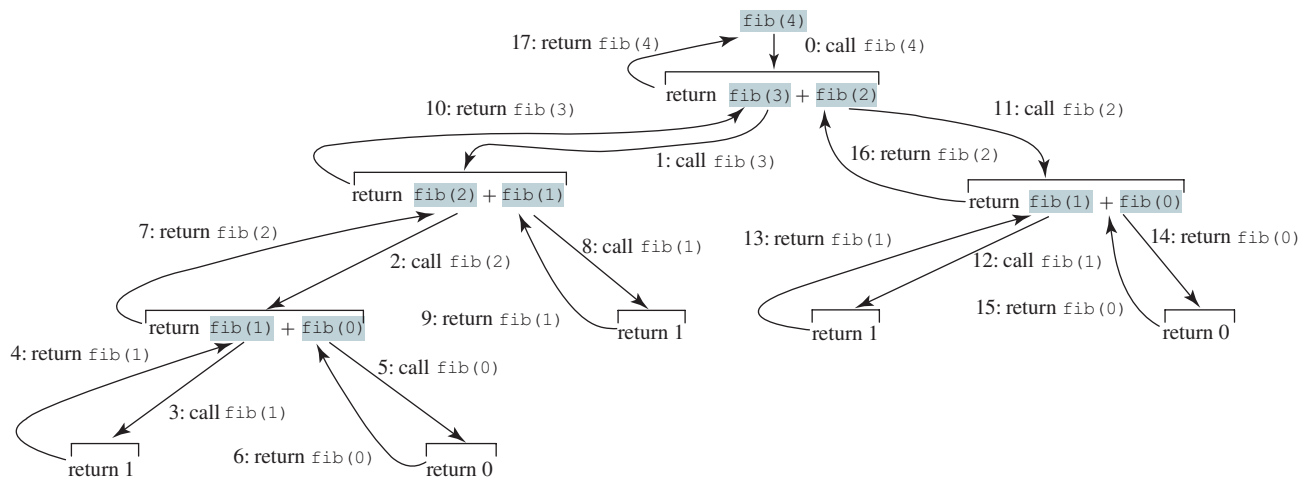 fib(4)
17: return fib(4)
0: call fib(4)
return fib(3) + fib(2)
10: return fib(3)
11: call fib(2)
1: call fib(3)
16: return fib(2)
return fib(2) + fib(1)
return fib(1) + fib(0)
7: return fib(2)
2: call fib(2)
8: call fib(1)
13: return fib(1)
12: call fib(1)
14: return fib(0)
9: return fib(1)
15: return fib(0)
return fib(1) + fib(0)
return 1
return 1
return 0
4: return fib(1)
5: call fib(0)
3: call fib(1)
6: return fib(0)
return 1
return 0